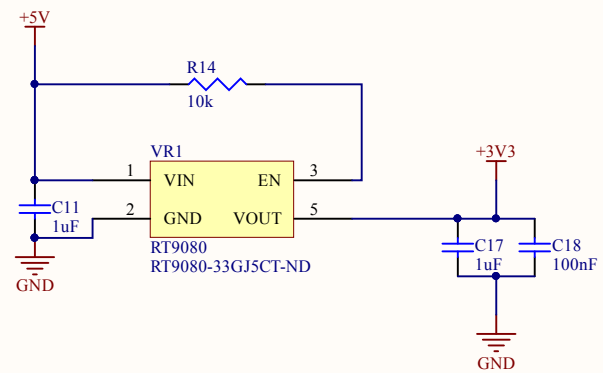 +5V
R14
10k
VR1
+3V3
1
VIN
EN
3
C11
1uF
2
GND
VOUT
5
RT9080
RT9080-33GJ5CT-ND
C17
1uF
C18
100nF
GND
GND